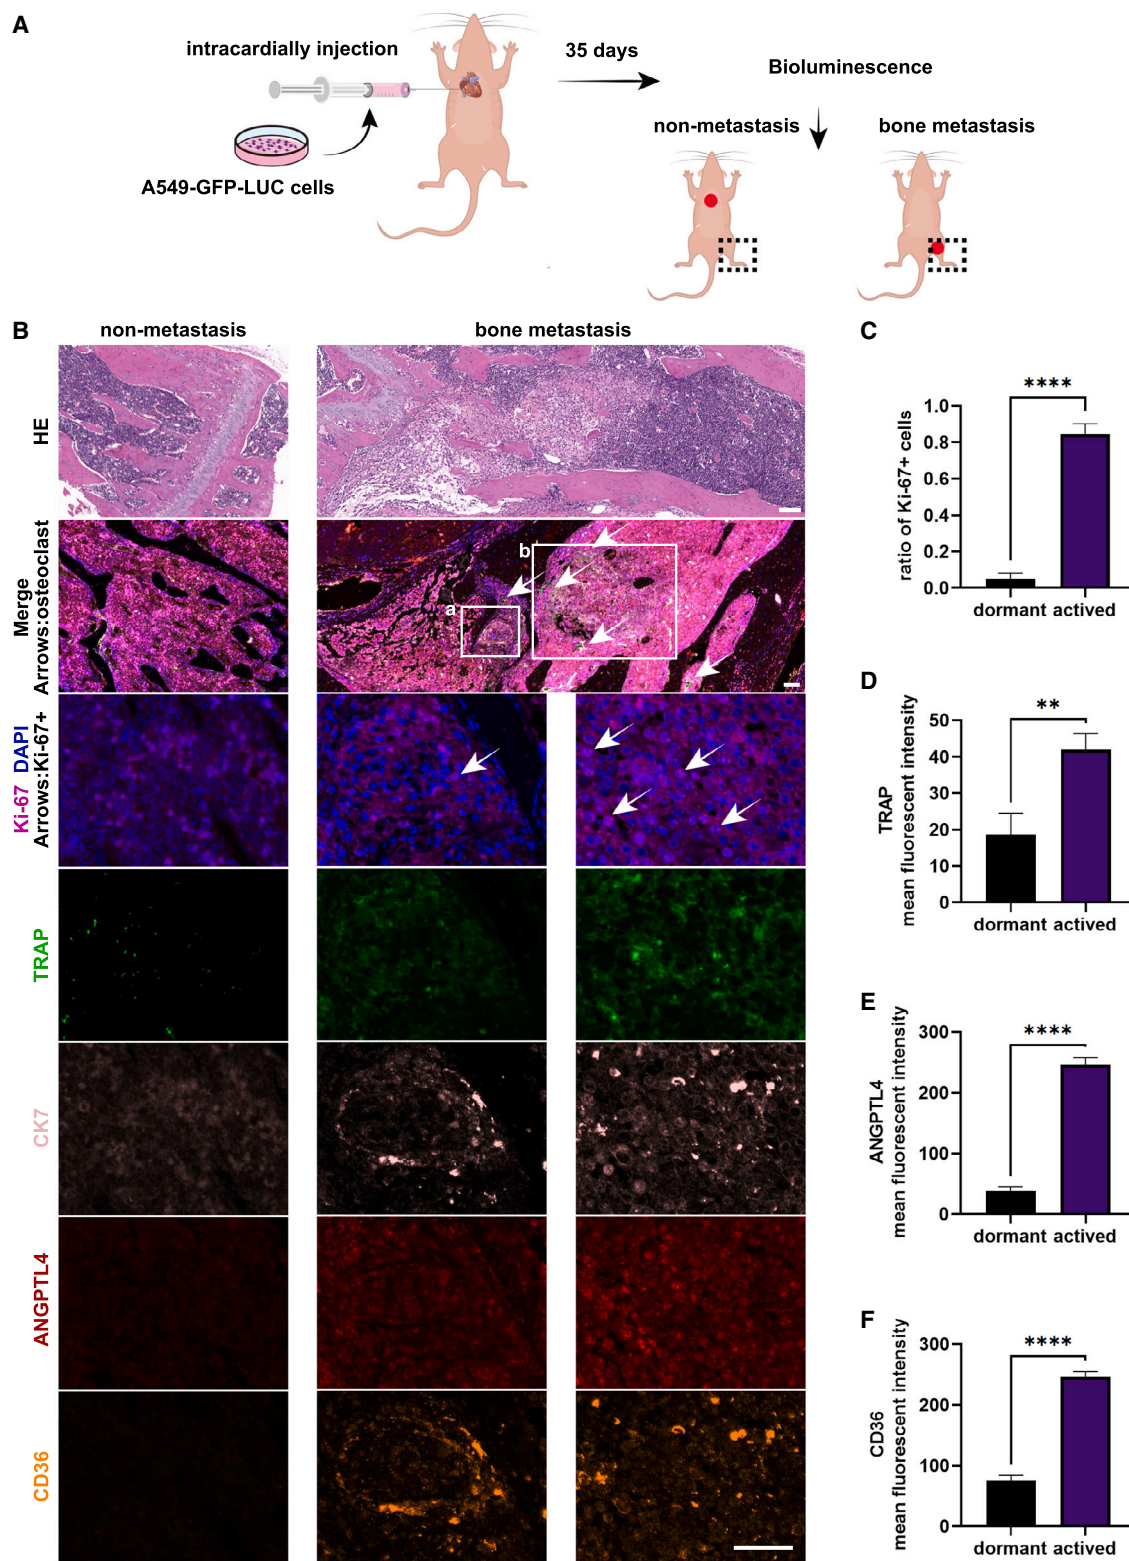 A
intracardially injection
35 days
Bioluminescence
non-metastasis
bone metastasis
A549-GFP-LUC cells
B
non-metastasis
bone metastasis
HE
Merge
Arrows:osteoclast
a
b
Ki-67 DAPI
Arrows:Ki-67+
TRAP
CK7
ANGPTL4
CD36
C
****
ratio of Ki-67+ cells
1.0
0.8
0.6
0.4
0.2
0.0
dormant actived
D
**
TRAP
mean fluorescent intensity
50
40
30
20
10
0
dormant actived
E
****
ANGPTL4
mean fluorescent intensity
300
200
100
0
dormant actived
F
****
CD36
mean fluorescent intensity
300
200
100
0
dormant actived